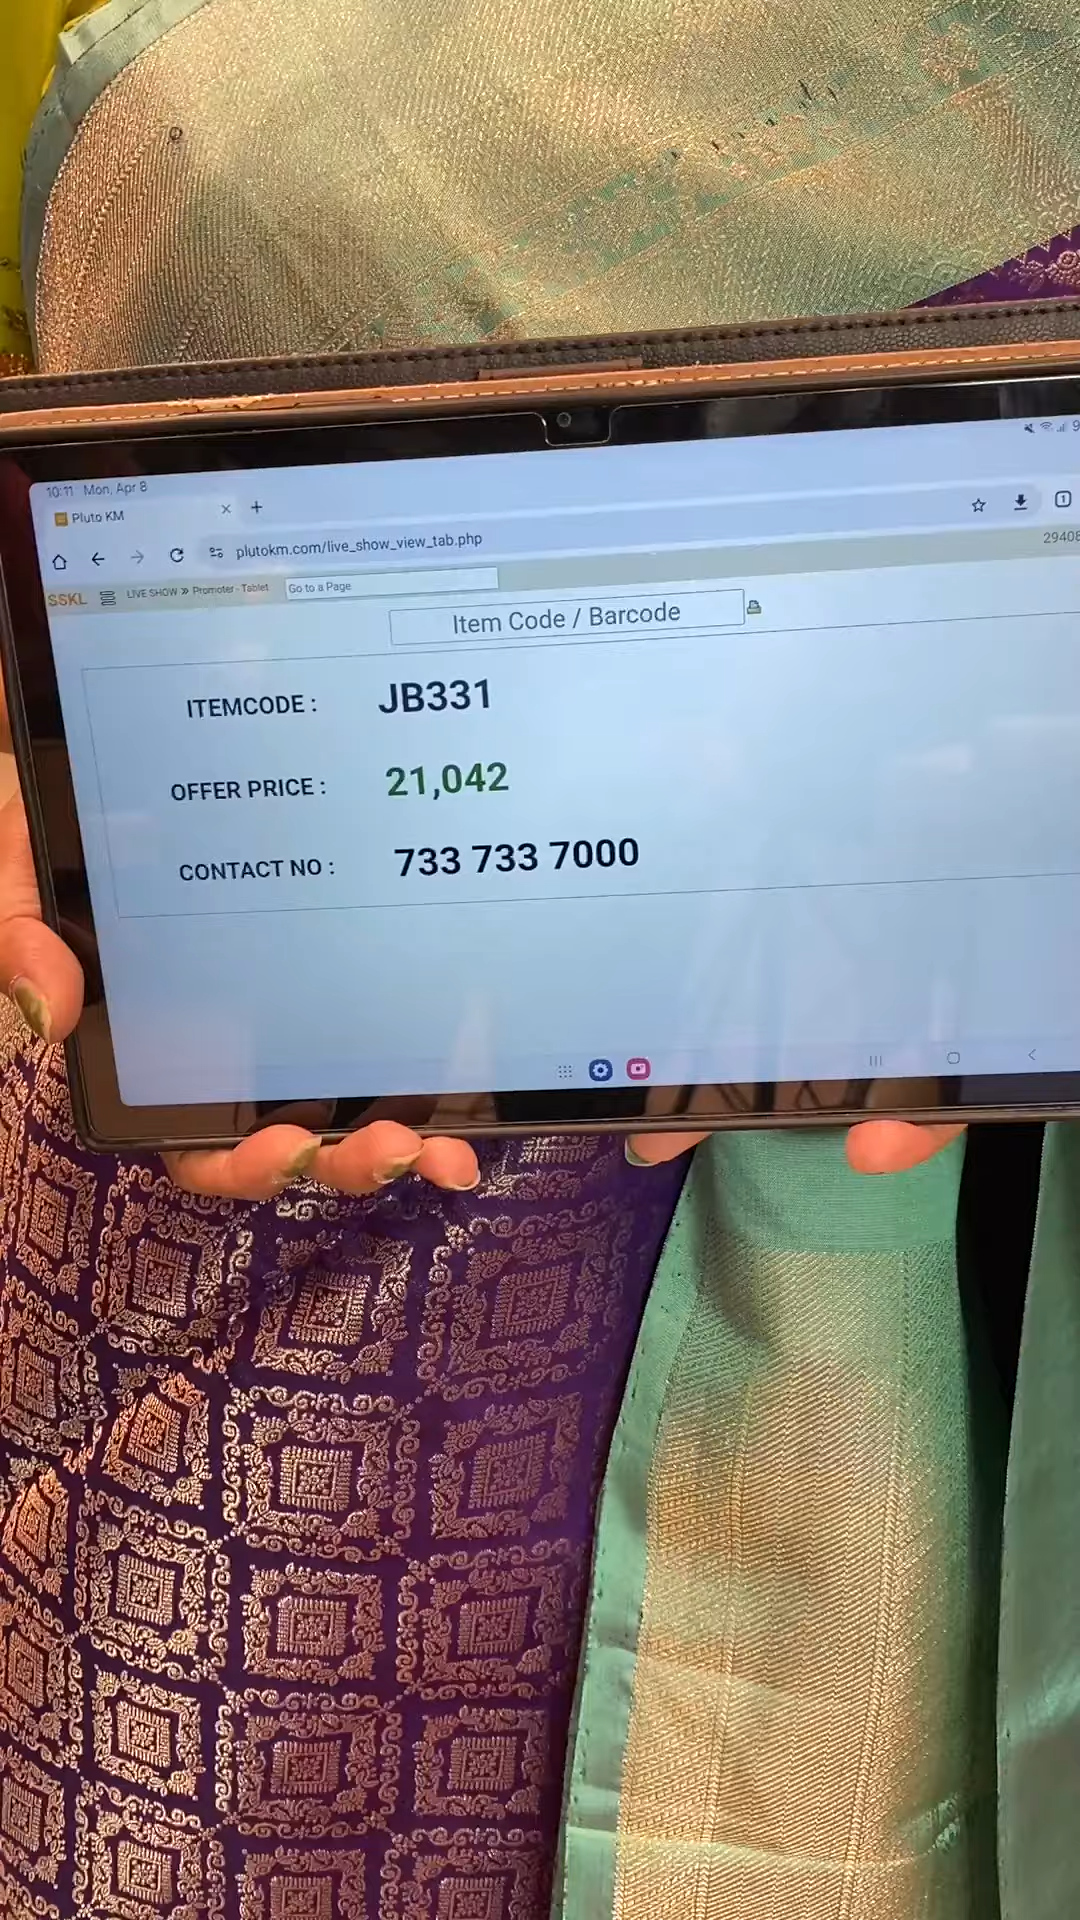 10:11 Mon, Apr 8
Pluto KM
plutokm.com/live_show_view_tab.php
29408
SSKL LIVE SHOW » Promoter - Tablet Go to a Page
Item Code / Barcode
ITEMCODE : JB331
OFFER PRICE : 21,042
CONTACT NO : 733 733 7000